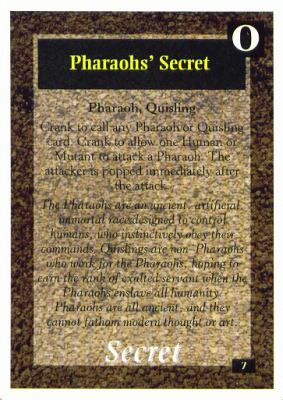 O
Pharaohs' Secret
Pharaoh, Quisling
Crank to call any Pharaoh or Quisling
card. Crank to allow one Human or
Mutant to attack a Pharaoh. The
attacker is popped immediately after
the attack.
The Pharaohs are an ancient, artificial,
immortal race designed to control
humans, who instinctively obey their
commands. Quislings are non-Pharaohs
who work for the Pharaohs, hoping to
earn the rank of exalted servant when the
Pharaohs enslave all humanity.
Pharaohs are all ancient, and they
cannot fathom modern thought or art.
Secret
7